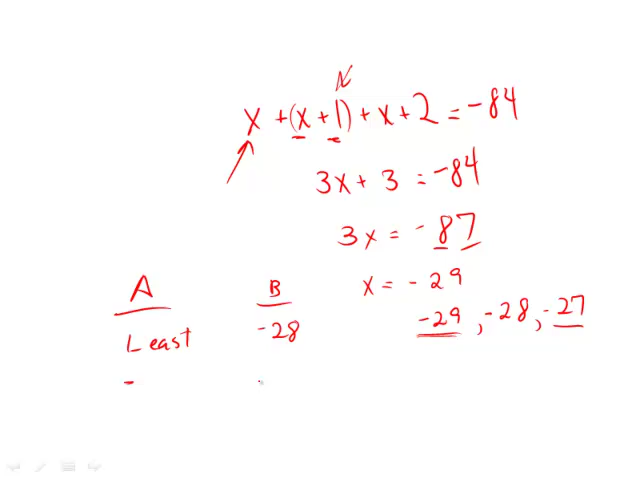 x + (x + 1) + x + 2 = -84
3x + 3 = -84
3x = -87
x = -29
-29, -28, -27
A B
Least -28